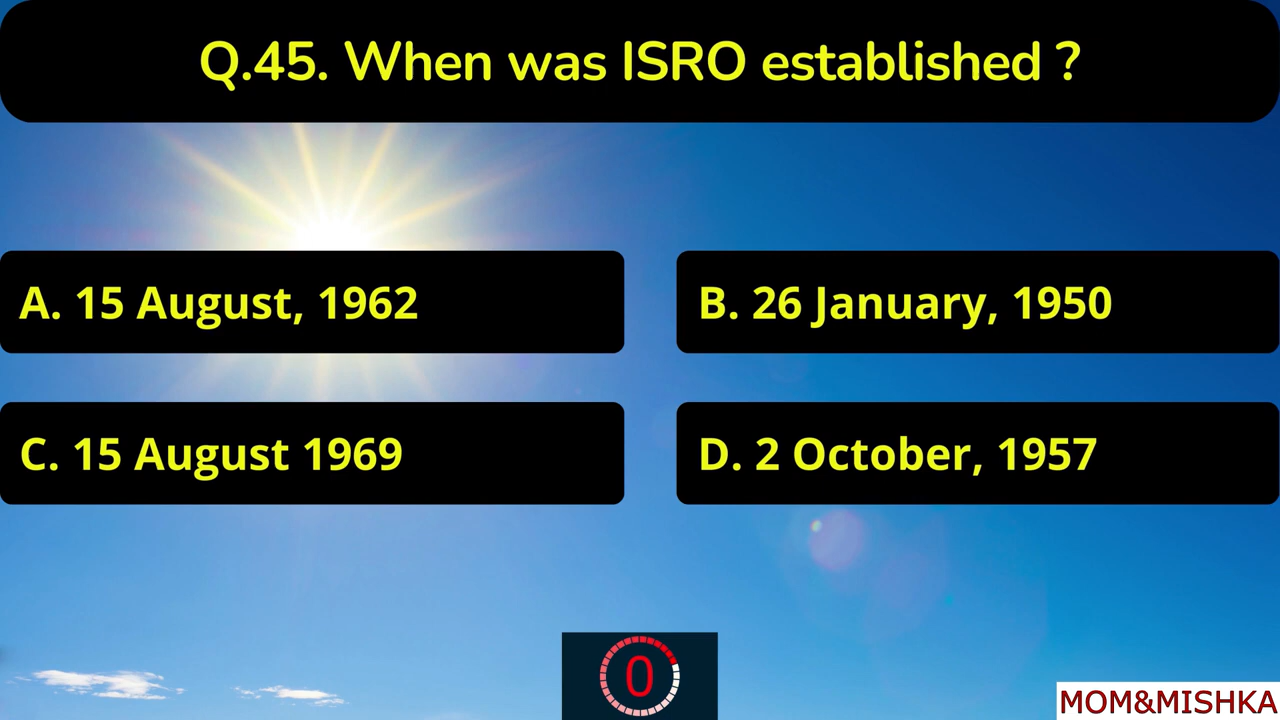 Q.45. When was ISRO established ?
A. 15 August, 1962
B. 26 January, 1950
C. 15 August 1969
D. 2 October, 1957
0
MOM&MISHKA